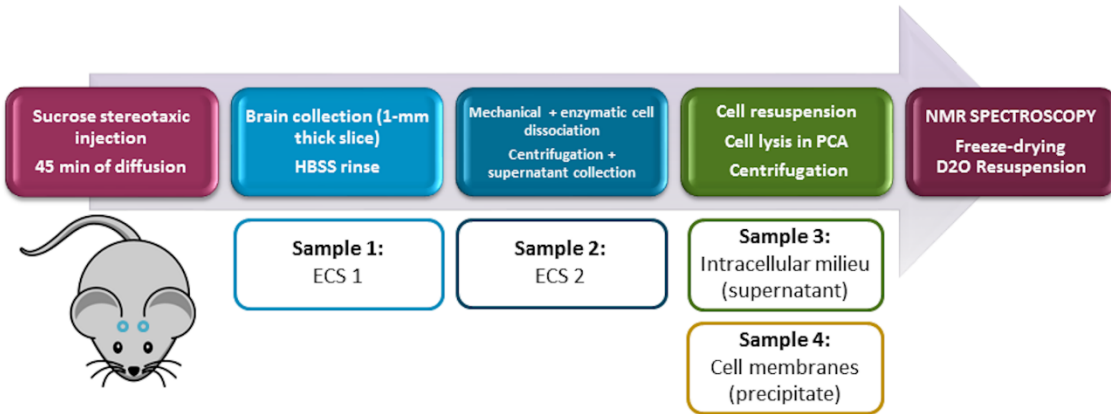 Sucrose stereotaxic
injection
45 min of diffusion
Brain collection (1-mm
thick slice)
HBSS rinse
Mechanical + enzymatic cell
dissociation
Centrifugation +
supernatant collection
Cell resuspension
Cell lysis in PCA
Centrifugation
NMR SPECTROSCOPY
Freeze-drying
D2O Resuspension
Sample 1:
ECS 1
Sample 2:
ECS 2
Sample 3:
Intracellular milieu
(supernatant)
Sample 4:
Cell membranes
(precipitate)